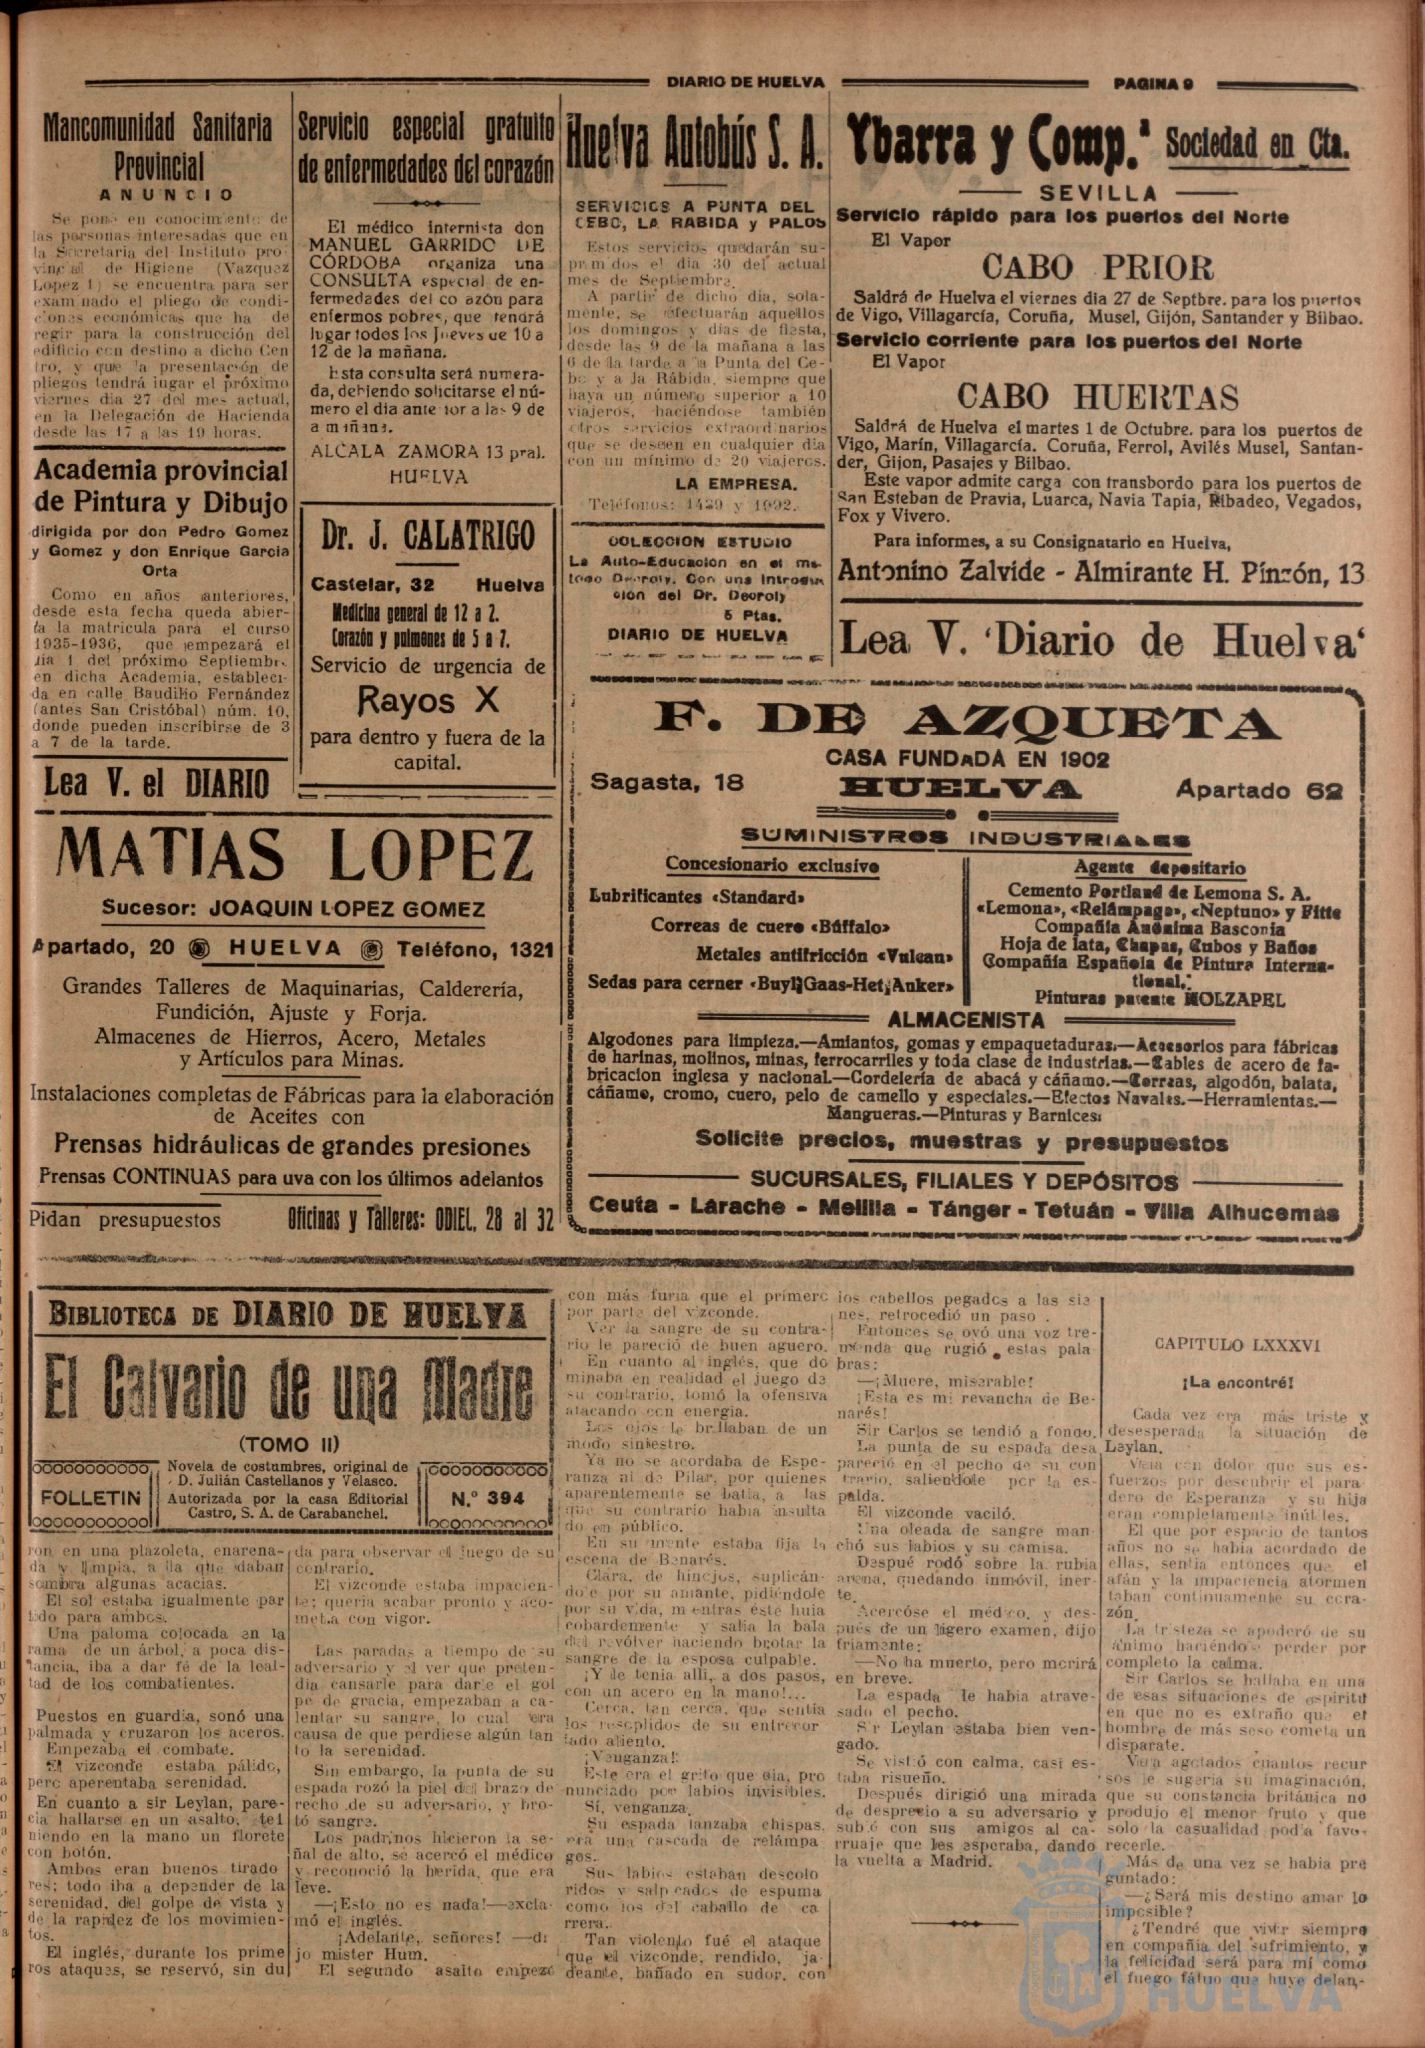 DIARIO DE HUELVA
PAGINA 9
Mancomunidad Sanitaria
Provincial
ANUNCIO
Se pone en conocimiento de
las personas interesadas que en
la Secretaria del Instituto pro
vincial de Higiene (Vazquez
Lopez 1) se encuentra para ser
examinado el pliego de condi-
ciones económicas que ha de
regir para la construcción del
edificio con destino a dicho Cen
tro, y que la presentación de
pliegos tendrá lugar el próximo
viernes dia 27 del mes actual,
en la Delegación de Hacienda
desde las 17 a las 19 horas.
Academia provincial
de Pintura y Dibujo
dirigida por don Pedro Gomez
y Gomez y don Enrique Garcia
Orta
Como en años anteriores,
desde esta fecha queda abier-
ta la matricula para el curso
1935-1936, que empezará el
dia 1 del próximo Septiembre
en dicha Academia, estableci-
da en calle Baudilio Fernández
(antes San Cristóbal) núm. 10,
donde pueden inscribirse de 3
a 7 de la tarde.
Lea V. el DIARIO
Servicio especial gratuito
de enfermedades del corazón
El médico internista don
MANUEL GARRIDO DE
CÓRDOBA organiza una
CONSULTA especial de en-
fermedades del co azón para
enfermos pobres, que tendrá
lugar todos los Jueves de 10 a
12 de la mañana.
Esta consulta será numera-
da, debiendo solicitarse el nú-
mero el dia ante ior a las 9 de
a mañana.
ALCALA ZAMORA 13 pral.
HUELVA
Dr. J. CALATRIGO
Castelar, 32 Huelva
Medicina general de 12 a 2.
Corazón y pulmones de 5 a 7.
Servicio de urgencia de
Rayos X
para dentro y fuera de la
capital.
Huelva Autobús S. A.
SERVICIOS A PUNTA DEL
CEBO, LA RABIDA y PALOS
Estos servicios quedarán su-
primidos el dia 30 del actual
mes de Septiembre.
A partir de dicho dia, sola-
mente, se efectuarán aquellos
los domingos y dias de fiesta,
desde las 9 de la mañana a las
6 de la tarde a la Punta del Ce-
bo y a la Rábida, siempre que
haya un número superior a 10
viajeros, haciéndose también
otros servicios extraordinarios
que se deseen en cualquier día
con un mínimo de 20 viajeros.
LA EMPRESA.
Teléfonos: 1439 y 1092.
COLECCION ESTUDIO
La Auto-Educacion en el me-
todo Decroly. Con una Introdu
ción del Dr. Decroly
5 Ptas.
DIARIO DE HUELVA
Ybarra y Comp.ª Sociedad en Cta.
SEVILLA
Servicio rápido para los puertos del Norte
El Vapor
CABO PRIOR
Saldrá de Huelva el viernes dia 27 de Septbre. para los puertos
de Vigo, Villagarcía, Coruña, Musel, Gijón, Santander y Bilbao.
Servicio corriente para los puertos del Norte
El Vapor
CABO HUERTAS
Saldrá de Huelva el martes 1 de Octubre. para los puertos de
Vigo, Marín, Villagarcía. Coruña, Ferrol, Avilés Musel, Santan-
der, Gijon, Pasajes y Bilbao.
Este vapor admite carga con transbordo para los puertos de
San Esteban de Pravia, Luarca, Navia Tapia, Ribadeo, Vegados,
Fox y Vivero.
Para informes, a su Consignatario en Huelva,
Antonino Zalvide - Almirante H. Pinzón, 13
Lea V. 'Diario de Huelva'
MATIAS LOPEZ
Sucesor: JOAQUIN LOPEZ GOMEZ
Apartado, 20 HUELVA Teléfono, 1321
Grandes Talleres de Maquinarias, Calderería,
Fundición, Ajuste y Forja.
Almacenes de Hierros, Acero, Metales
y Artículos para Minas.
Instalaciones completas de Fábricas para la elaboración
de Aceites con
Prensas hidráulicas de grandes presiones
Prensas CONTINUAS para uva con los últimos adelantos
Pidan presupuestos Oficinas y Talleres: ODIEL, 28 al 32
F. DE AZQUETA
CASA FUNDADA EN 1902
Sagasta, 18 HUELVA Apartado 62
SUMINISTROS INDUSTRIALES
Concesionario exclusivo
Lubrificantes «Standard»
Correas de cuero «Búffalo»
Metales antifricción «Vulcan»
Sedas para cerner «Buyl¡Gaas-Het¡Anker»
Agente depositario
Cemento Portland de Lemona S. A.
«Lemona», «Relámpago», «Neptuno» y Fitte
Compañia Anónima Basconia
Hoja de lata, Chapas, Cubos y Baños
Compañía Española de Pintura Interna-
tional.
Pinturas patente MOLZAPEL
ALMACENISTA
Algodones para limpieza.—Amiantos, gomas y empaquetaduras.—Accesorios para fábricas
de harinas, molinos, minas, ferrocarriles y toda clase de industrias.—Cables de acero de fa-
bricacion inglesa y nacional.—Cordelería de abacá y cáñamo.—Correas, algodón, balata,
cáñamo, cromo, cuero, pelo de camello y especiales.—Efectos Navales.—Herramientas.—
Mangueras.—Pinturas y Barnices:
Solicite precios, muestras y presupuestos
SUCURSALES, FILIALES Y DEPÓSITOS
Ceuta - Larache - Melilla - Tánger - Tetuán - Villa Alhucemas
BIBLIOTECA DE DIARIO DE HUELVA
El Calvario de una Madre
(TOMO II)
FOLLETIN
Novela de costumbres, original de
D. Julián Castellanos y Velasco.
Autorizada por la casa Editorial
Castro, S. A. de Carabanchel.
N.º 394
ron en una plazoleta, enarena-
da y limpia, a la que daban
sombra algunas acacias.
El sol estaba igualmente par
tido para ambos.
Una paloma colocada en la
rama de un árbol, a poca dis-
tancia, iba a dar fé de la leal-
tad de los combatientes.
Puestos en guardia, sonó una
palmada y cruzaron los aceros.
Empezaba el combate.
El vizconde estaba pálido,
pero aperentaba serenidad.
En cuanto a sir Leylan, pare-
cía hallarse en un asalto, tei
niendo en la mano un florete
con botón.
Ambos eran buenos tirado
res; todo iba a depender de la
serenidad, del golpe de vista y
de la rapidez de los movimien-
tos.
El inglés, durante los prime
ros ataques, se reservó, sin du
da para observar el juego de su
contrario.
El vizconde estaba impacien-
te; quería acabar pronto y aco-
metía con vigor.
Las paradas a tiempo de su
adversario y el ver que preten-
día cansarle para darle el gol
pe de gracia, empezaban a ca-
lentar su sangre, lo cual era
causa de que perdiese algún tan
to la serenidad.
Sin embargo, la punta de su
espada rozó la piel del brazo de
recho de su adversario, y bro-
tó sangre.
Los padrinos hicieron la se-
ñal de alto, se acercó el médico
y reconoció la herida, que era
leve.
—¡Esto no es nada!—excla-
mó el inglés.
¡Adelante, señores! —di
jo mister Hum.
El segundo asalto empezó
con más furia que el primero
por parte del vizconde.
Ver la sangre de su contra-
rio le pareció de buen aguero.
En cuanto al inglés, que do
minaba en realidad el juego de
su contrario, tomó la ofensiva
atacando con energia.
Los ojos le brillaban de un
modo siniestro.
Ya no se acordaba de Espe-
ranza ni de Pilar, por quienes
aparentemente se batía, a las
que su contrario habia insulta
do en público.
En su mente estaba fija la
escena de Benarés.
Clara, de hinojos, suplicán-
dole por su amante, pidiéndole
por su vida, mientras éste huia
cobardemente y salia la bala
del revólver haciendo brotar la
sangre de la esposa culpable.
¡Y le tenia alli, a dos pasos,
con un acero en la mano!...
Cerca, tan cerca, que sentia
los resoplidos de su entrecor
tado aliento.
¡Venganza!
Este era el grito que oia, pro
nunciado por labios invisibles.
Sí, venganza.
Su espada lanzaba chispas,
era una cascada de relámpa
gos.
Sus labios estaban descolo
ridos y salpicados de espuma
como los del caballo de ca
rrera.
Tan violento fué el ataque
que el vizconde, rendido, ja-
deante, bañado en sudor, con
los cabellos pegados a las sie
nes, retrocedió un paso.
Entonces se oyó una voz tre-
menda que rugió estas pala
bras:
—¡Muere, miserable!
¡Esta es mi revancha de Be-
narés!
Sir Carlos se tendió a fondo.
La punta de su espada desa
pareció en el pecho de su con
trario, saliendole por la es-
palda.
El vizconde vaciló.
Una oleada de sangre man-
chó sus labios y su camisa.
Despué rodó sobre la rubia
arena, quedando inmóvil, iner-
te.
Acercóse el médico, y des-
pués de un ligero examen, dijo
friamente:
—No ha muerto, pero morirá
en breve.
La espada le habia atrave-
sado el pecho.
Sir Leylan estaba bien ven-
gado.
Se vistió con calma, casi es-
taba risueño.
Después dirigió una mirada
de desprecio a su adversario y
subió con sus amigos al ca-
rruaje que les esperaba, dando
la vuelta a Madrid.
CAPITULO LXXXVI
¡La encontré!
Cada vez era más triste y
desesperada la situación de
Leylan.
Veia con dolor que sus es-
fuerzos por descubrir el para
dero de Esperanza y su hija
eran completamente inútiles.
El que por espacio de tantos
años no se habia acordado de
ellas, sentia entonces que el
afán y la impaciencia atormen
taban continuamente su cora-
zón.
La tristeza se apoderó de su
ánimo haciéndole perder por
completo la calma.
Sir Carlos se hallaba en una
de esas situaciones de espiritu
en que no es extraño que el
hombre de más seso cometa un
disparate.
Veia agotados cuantos recur
sos le sugeria su imaginación,
que su constancia británica no
produjo el menor fruto y que
solo la casualidad podia favo-
recerle.
Más de una vez se habia pre
guntado:
—¿Será mis destino amar lo
imposible?
¿Tendré que vivir siempre
en compañia del sufrimiento, y
la felicidad será para mí como
el fuego fátuo que huye delan-
HUELVA